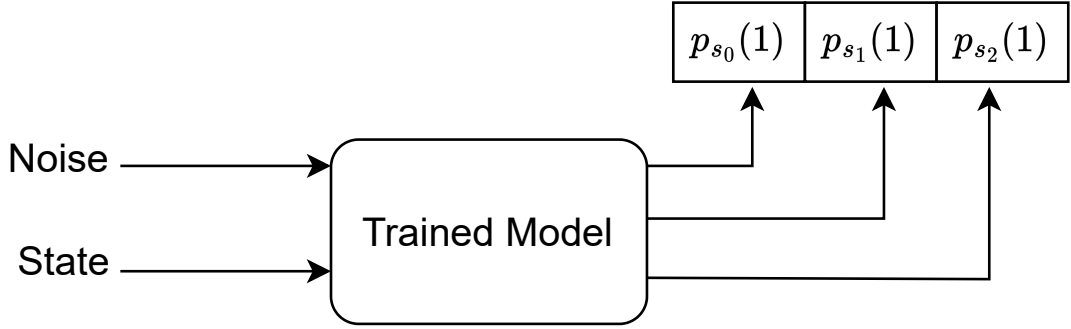 p_{s_0}(1) p_{s_1}(1) p_{s_2}(1)
Noise
Trained Model
State